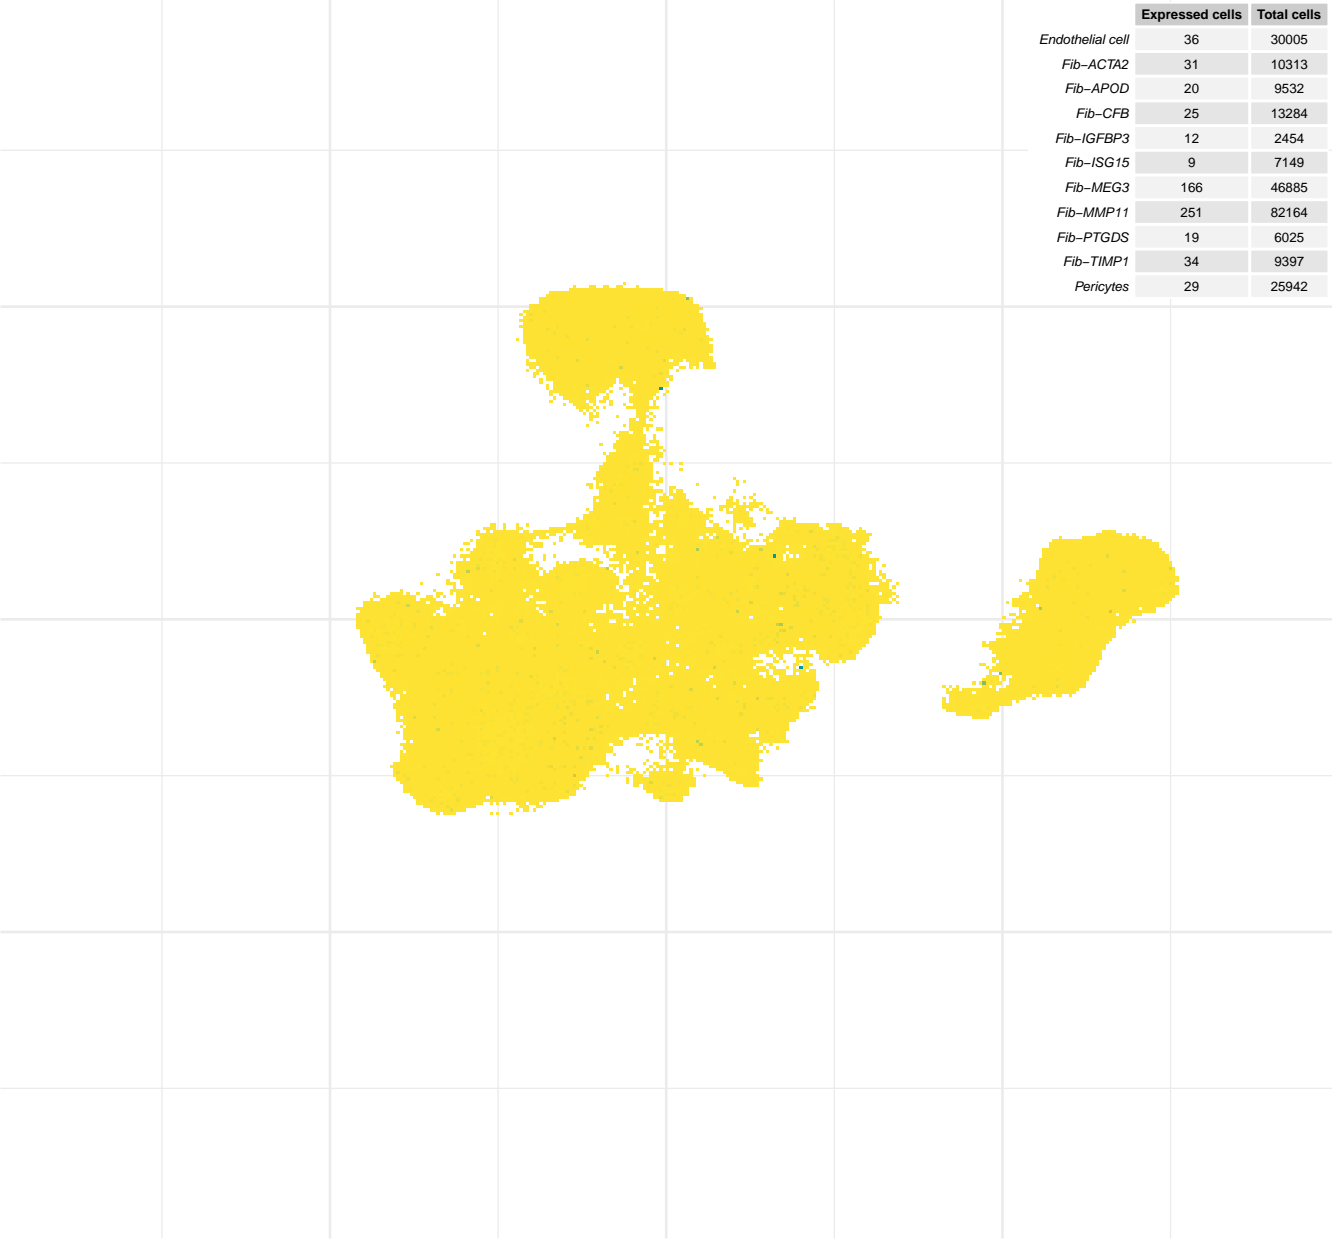 Expressed cells Total cells
Endothelial cell 36 30005
Fib−ACTA2 31 10313
Fib−APOD 20 9532
Fib−CFB 25 13284
Fib−IGFBP3 12 2454
Fib−ISG15 9 7149
Fib−MEG3 166 46885
Fib−MMP11 251 82164
Fib−PTGDS 19 6025
Fib−TIMP1 34 9397
Pericytes 29 25942